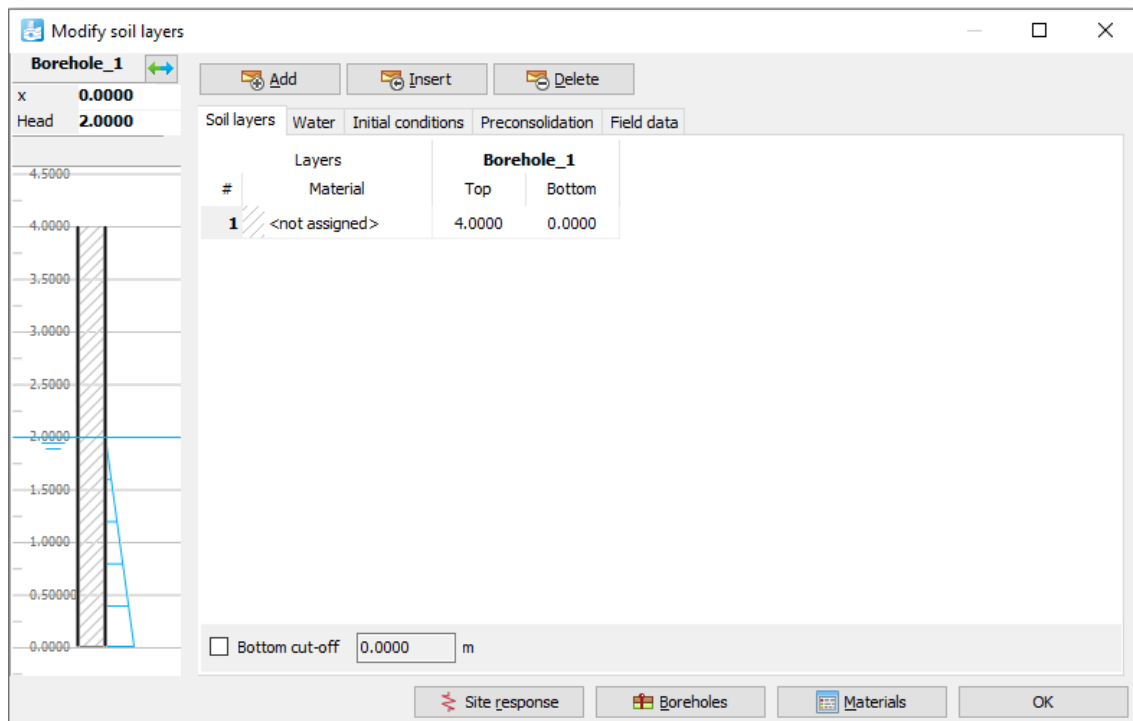 Modify soil layers
Borehole_1
x 0.0000
Head 2.0000
4.5000
4.0000
3.5000
3.0000
2.5000
2.0000
1.5000
1.0000
0.50000
0.0000
Add Insert Delete
Soil layers Water Initial conditions Preconsolidation Field data
Layers Borehole_1
# Material Top Bottom
1 <not assigned> 4.0000 0.0000
Bottom cut-off 0.0000 m
Site response Boreholes Materials OK